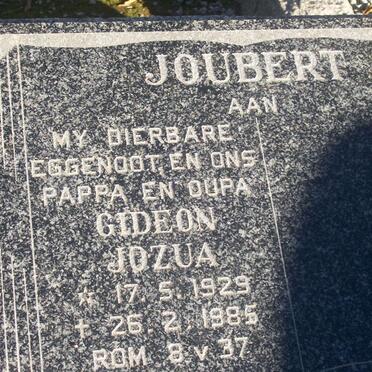 JOUBERT
AAN
MY DIERBARE
EGGENOOT, EN ONS
PAPPA EN OUPA
GIDEON
JOZUA
☆ 17.5.1929
✝ 26.2.1985
ROM 8 v 37